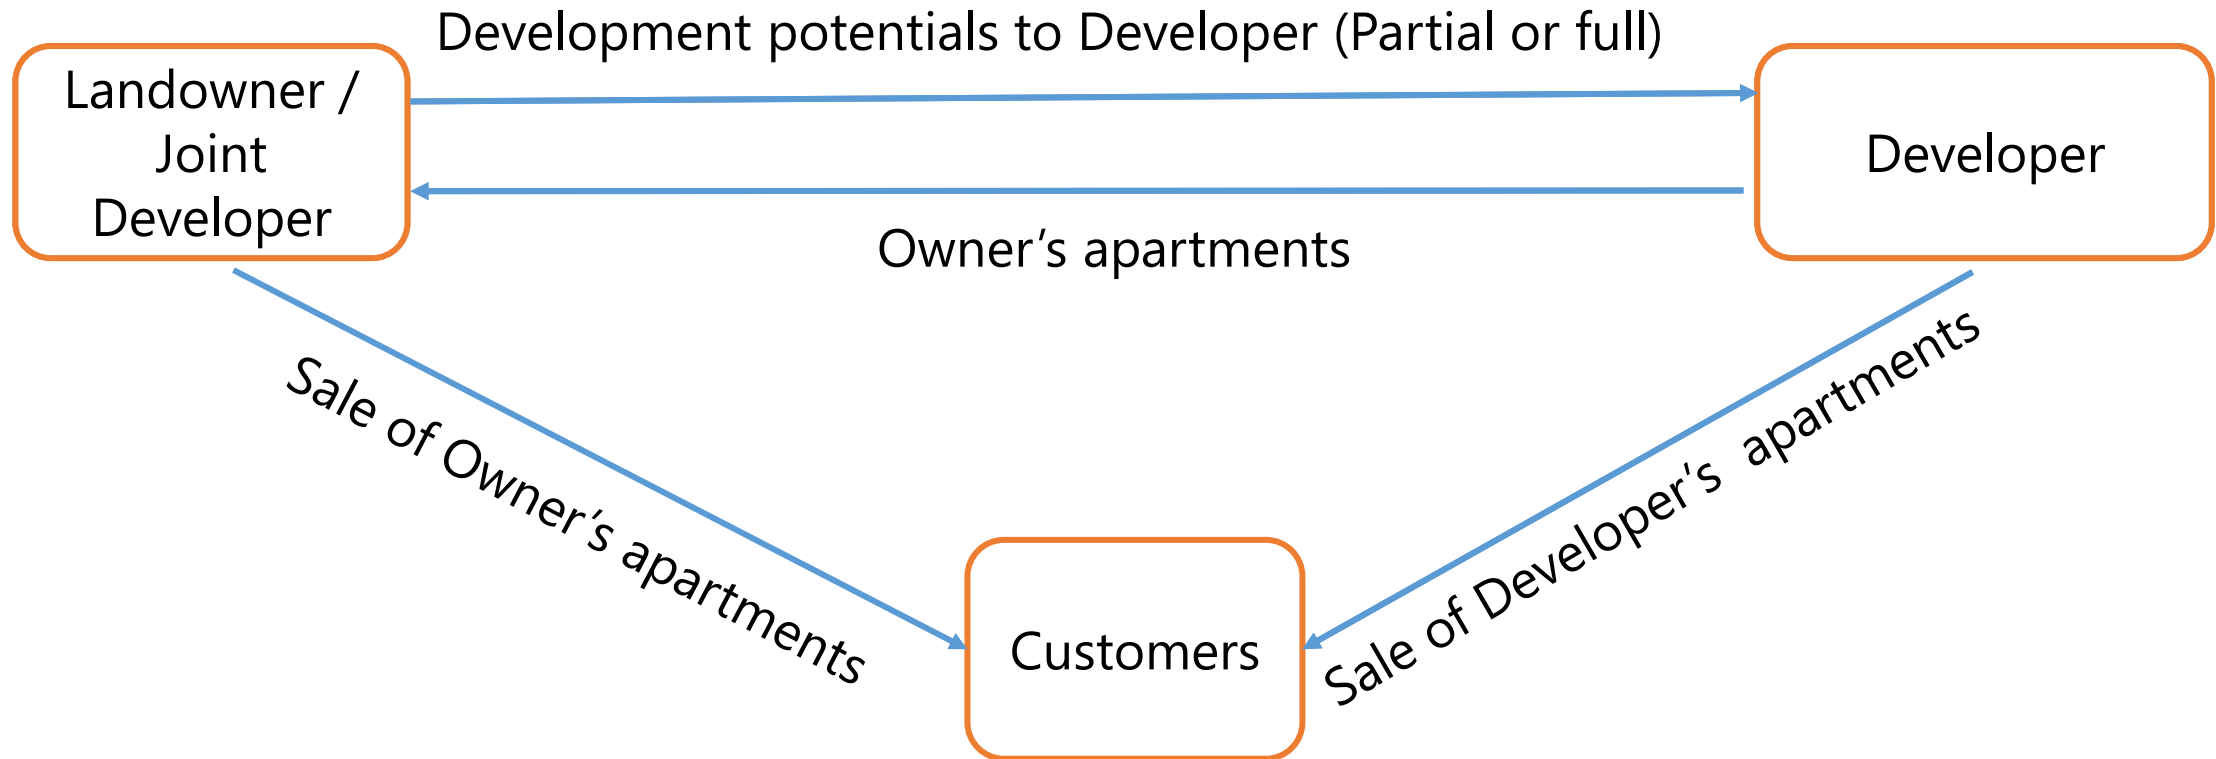 Development potentials to Developer (Partial or full)
Landowner /
Joint
Developer
Developer
Owner’s apartments
Sale of Owner’s apartments
Sale of Developer’s  apartments
Customers